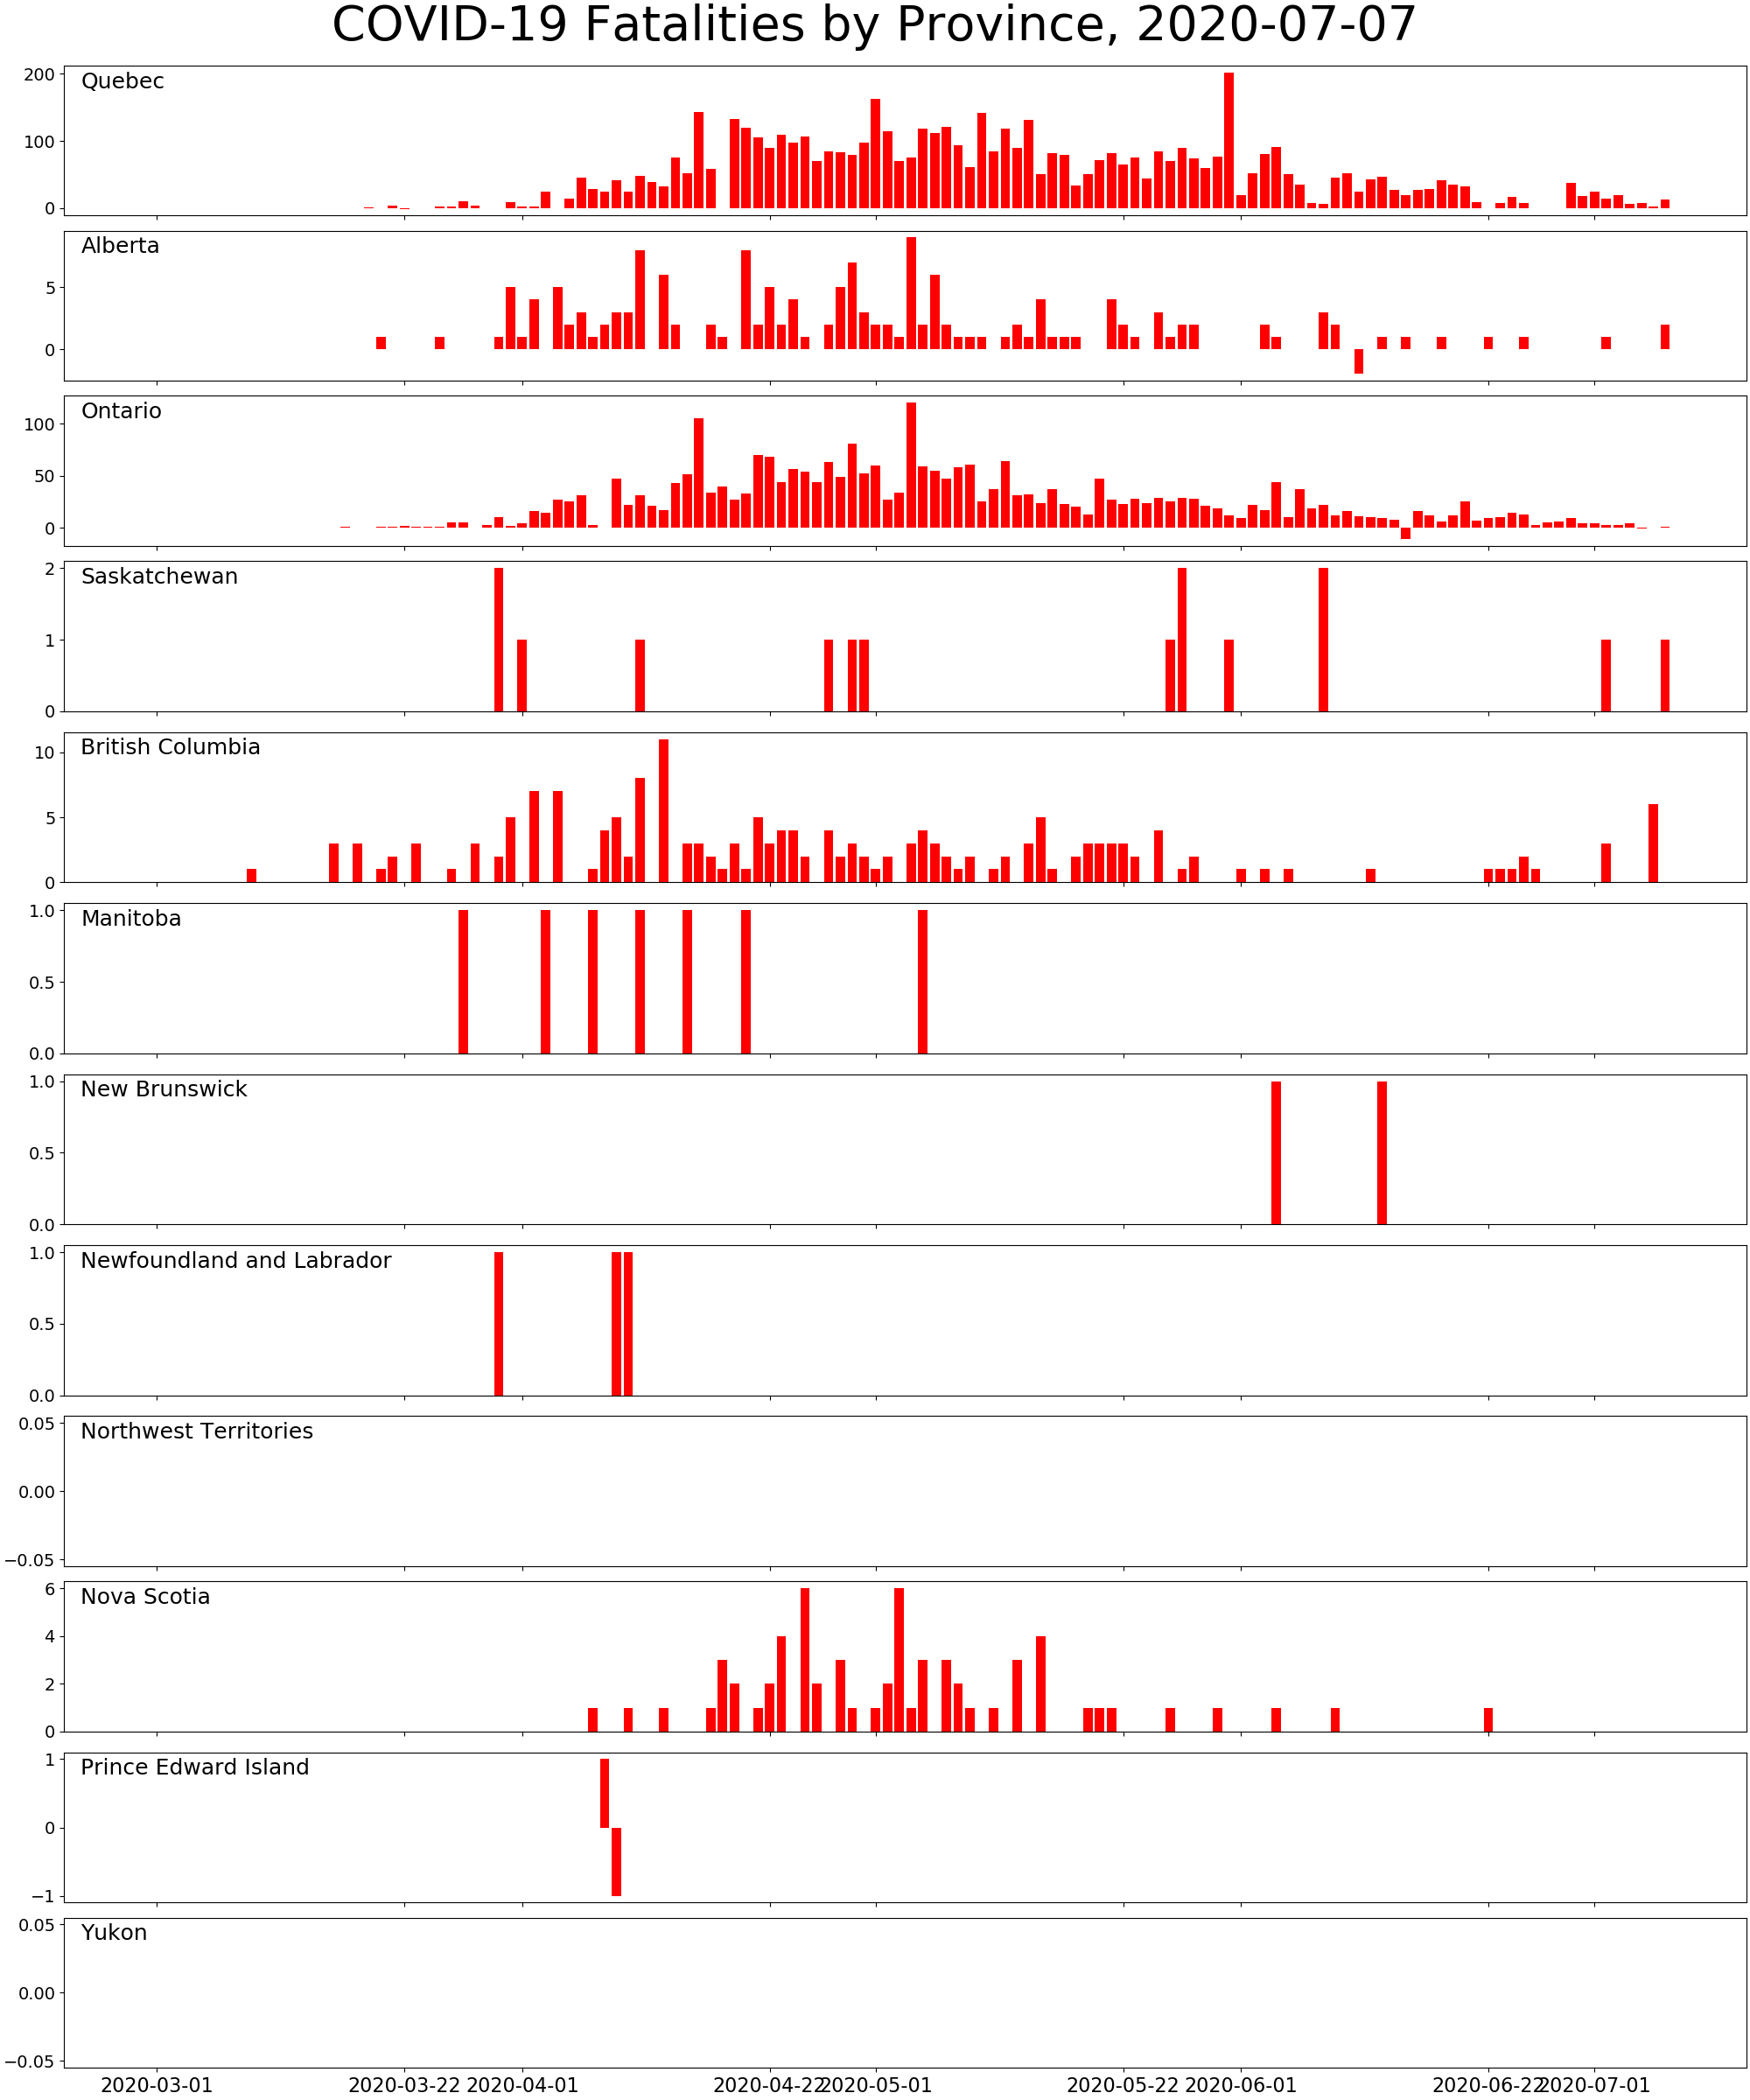 COVID-19 Fatalities by Province, 2020-07-07
Quebec
200
100
0
Alberta
5
0
Ontario
100
50
0
Saskatchewan
2
1
0
British Columbia
10
5
0
Manitoba
1.0
0.5
0.0
New Brunswick
1.0
0.5
0.0
Newfoundland and Labrador
1.0
0.5
0.0
Northwest Territories
0.05
0.00
−0.05
Nova Scotia
6
4
2
0
Prince Edward Island
1
0
−1
Yukon
0.05
0.00
−0.05
2020-03-01 2020-03-22 2020-04-01 2020-04-22 2020-05-01 2020-05-22 2020-06-01 2020-06-22 2020-07-01